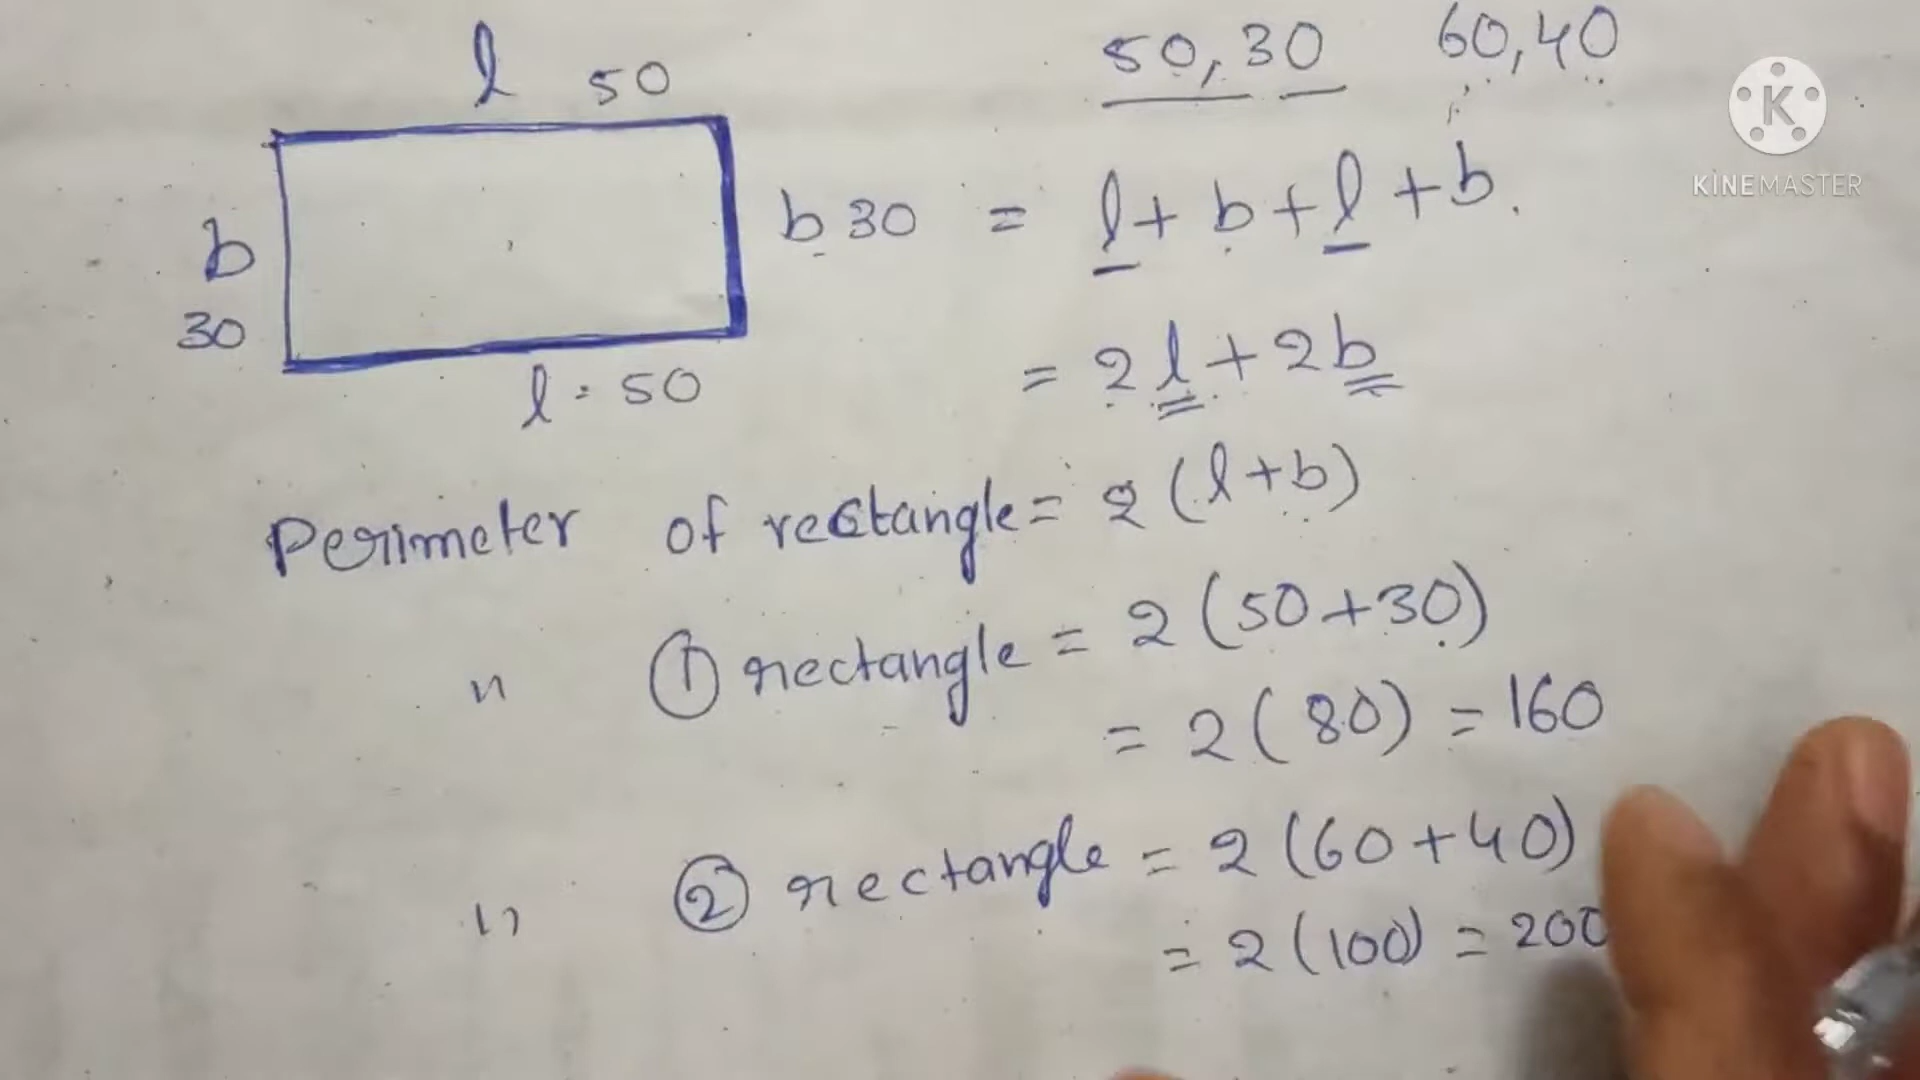 l 50
50, 30 60, 40
K
KINEMASTER
b 30
b 30 = l + b + l + b.
l = 50
= 2l + 2b
Perimeter of rectangle = 2 (l + b)
" ① rectangle = 2 (50 + 30)
= 2 ( 80 ) = 160
" ② rectangle = 2 (60 + 40)
= 2 (100) = 200